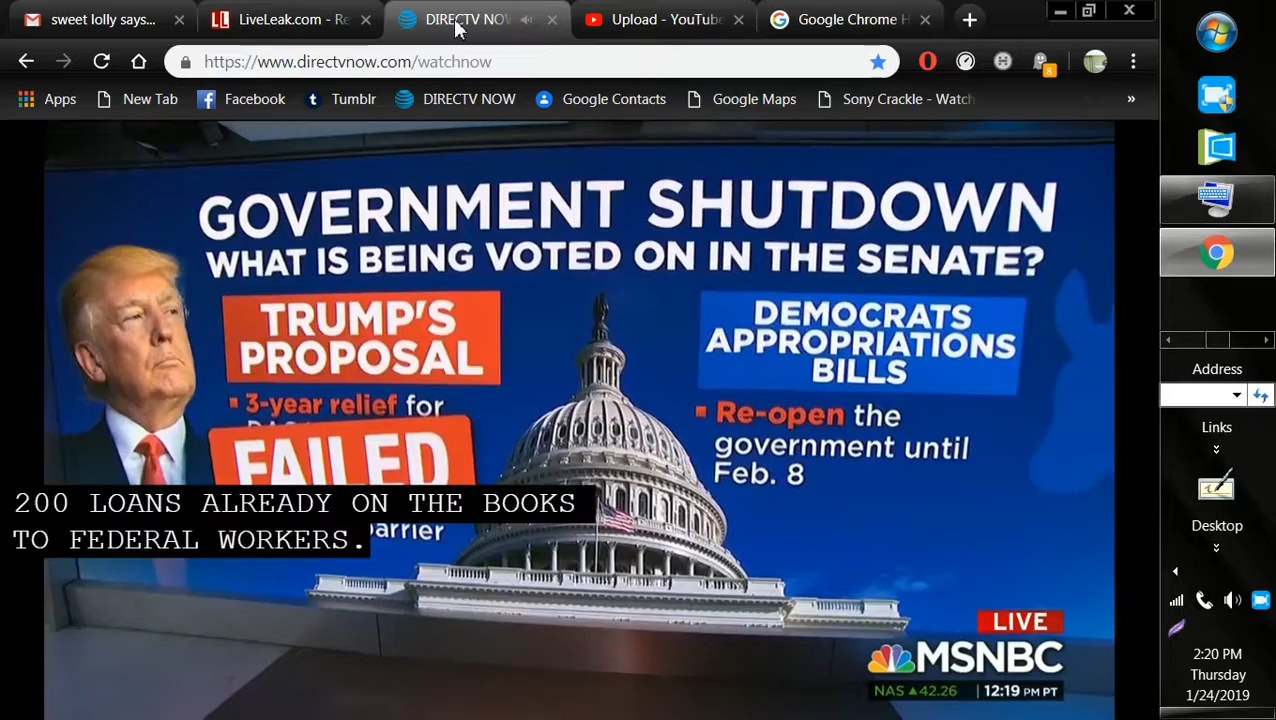 sweet lolly says...
LiveLeak.com - Re
DIRECTV NOW
Upload - YouTube
Google Chrome H
https://www.directvnow.com/watchnow
8
Apps
New Tab
Facebook
Tumblr
DIRECTV NOW
Google Contacts
Google Maps
Sony Crackle - Watch
»
GOVERNMENT SHUTDOWN
WHAT IS BEING VOTED ON IN THE SENATE?
TRUMP'S
PROPOSAL
3-year relief for
FAILED
barrier
DEMOCRATS
APPROPRIATIONS
BILLS
Re-open the
government until
Feb. 8
200 LOANS ALREADY ON THE BOOKS
TO FEDERAL WORKERS.
LIVE
MSNBC
NAS ▲42.26 12:19 PM PT
Address
Links
Desktop
2:20 PM
Thursday
1/24/2019